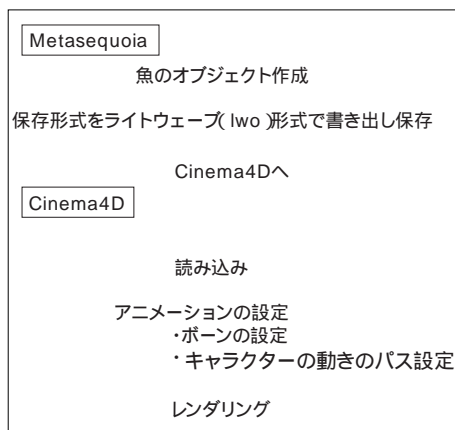 Metasequoia
魚のオブジェクト作成
保存形式をライトウェーブ( lwo )形式で書き出し保存
Cinema4Dへ
Cinema4D
読み込み
アニメーションの設定
・ボーンの設定
・キャラクターの動きのパス設定
レンダリング